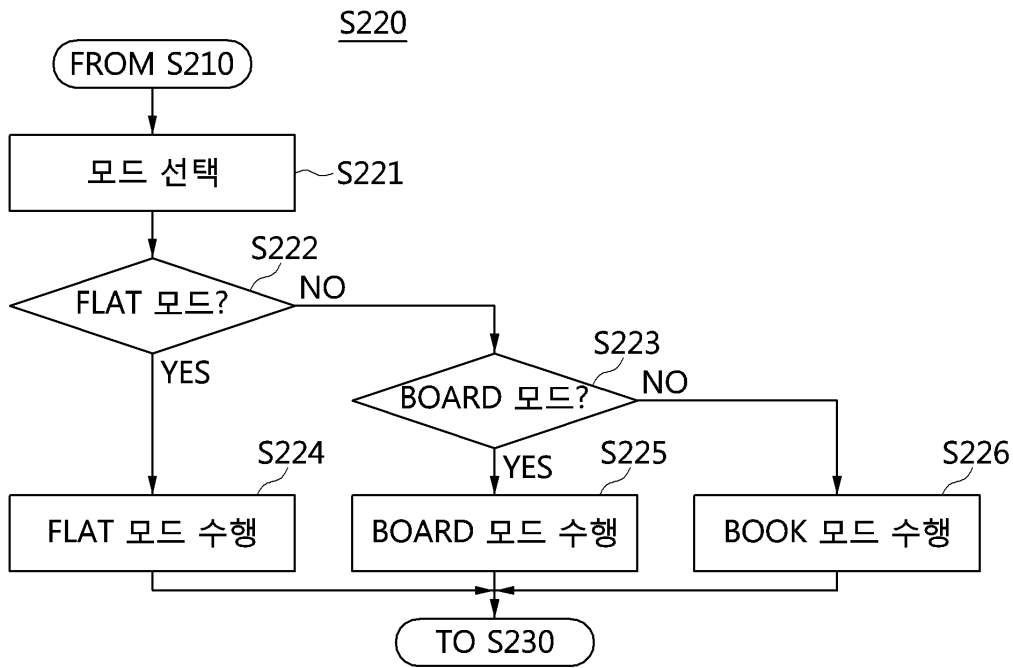 S220
FROM S210
모드 선택
S221
S222
FLAT 모드?
NO
YES
S223
BOARD 모드?
NO
YES
S224
FLAT 모드 수행
S225
BOARD 모드 수행
S226
BOOK 모드 수행
TO S230